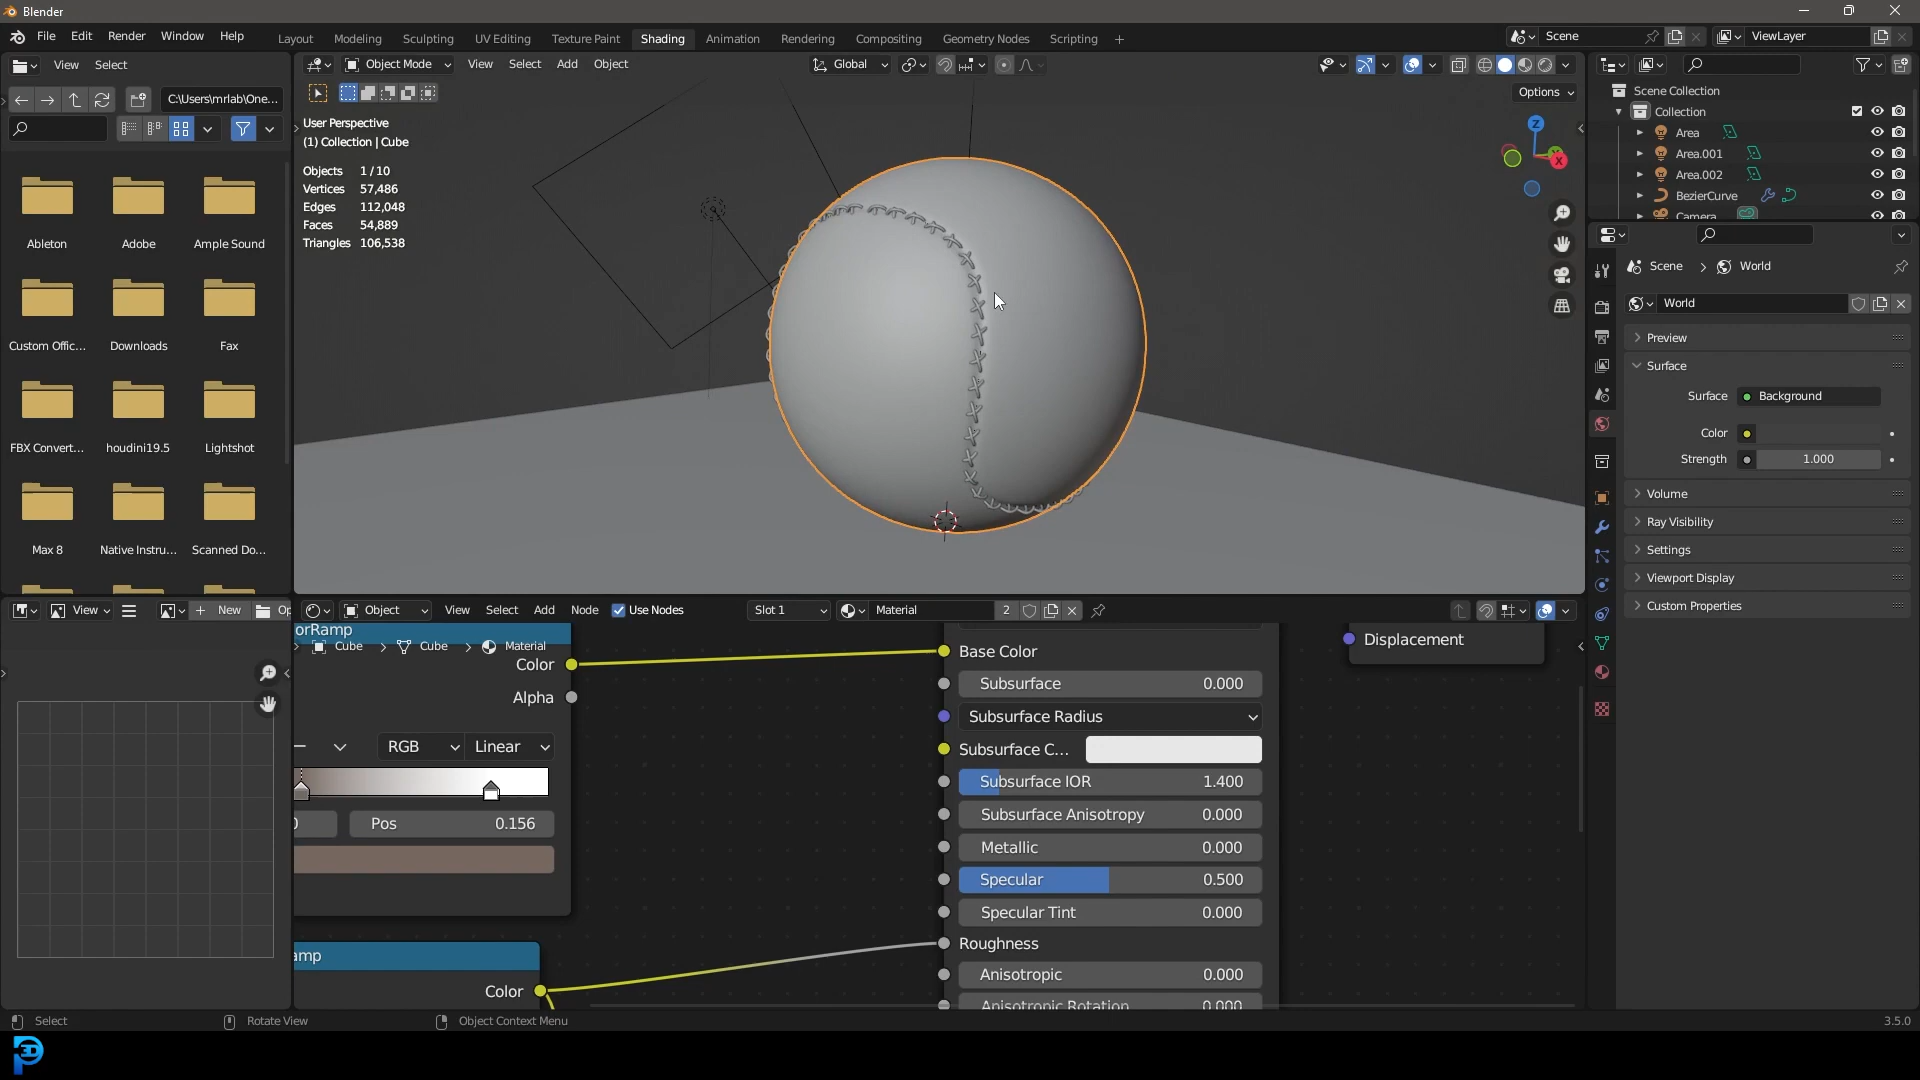 Blender
File Edit Render Window Help
Layout Modeling Sculpting UV Editing Texture Paint Shading Animation Rendering Compositing Geometry Nodes Scripting +
Scene
ViewLayer
View Select
Object Mode View Select Add Object
Global
C:\Users\mrlab\One...
Options
User Perspective
(1) Collection | Cube
Objects 1 / 10
Vertices 57,486
Edges 112,048
Faces 54,889
Triangles 106,538
Z
X
Ableton Adobe Ample Sound
Custom Offic... Downloads Fax
FBX Convert... houdini19.5 Lightshot
Max 8 Native Instru... Scanned Do...
Scene Collection
Collection
Area
Area.001
Area.002
BezierCurve
Camera
Scene > World
World
Preview
Surface
Surface Background
Color
Strength 1.000
Volume
Ray Visibility
Settings
Viewport Display
Custom Properties
View + New Op
Object View Select Add Node Use Nodes Slot 1 Material 2
orRamp
Cube > Cube > Material
Color
Alpha
RGB Linear
0 Pos 0.156
amp
Color
Base Color
Subsurface 0.000
Subsurface Radius
Subsurface C...
Subsurface IOR 1.400
Subsurface Anisotropy 0.000
Metallic 0.000
Specular 0.500
Specular Tint 0.000
Roughness
Anisotropic 0.000
Anisotropic Rotation 0.000
Displacement
Select Rotate View Object Context Menu 3.5.0